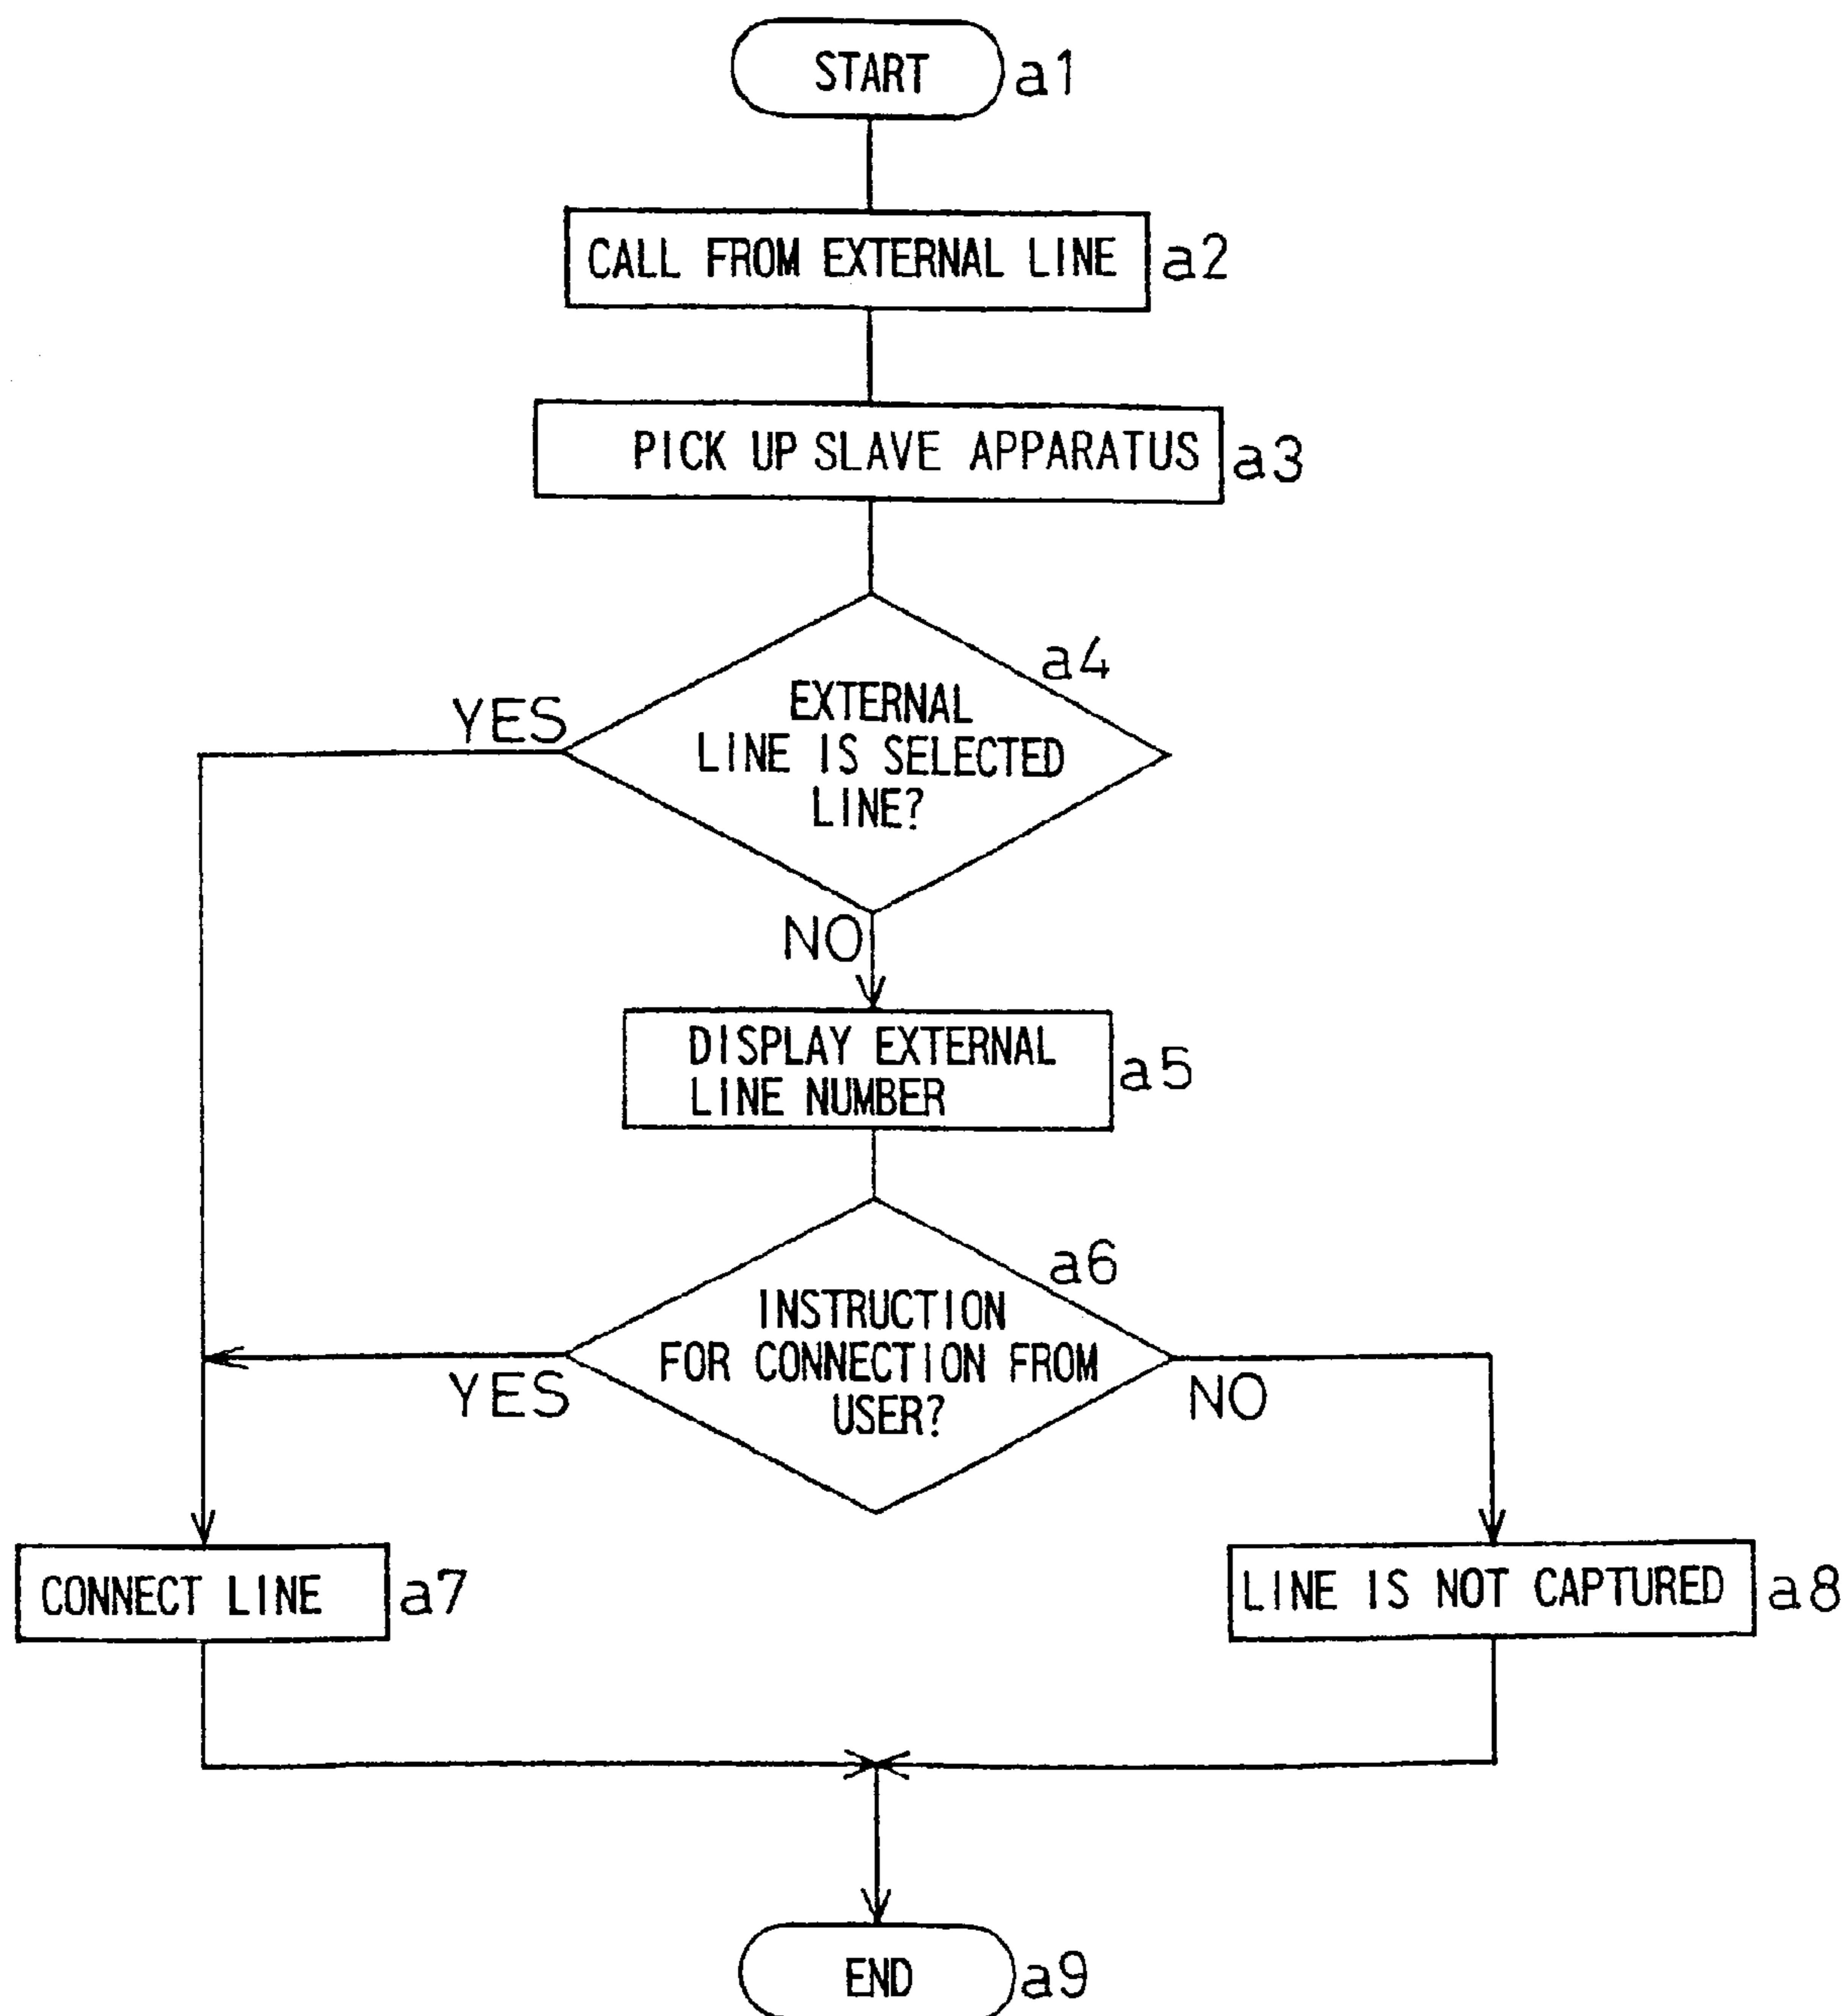 START a1
CALL FROM EXTERNAL LINE a2
PICK UP SLAVE APPARATUS a3
a4
YES
EXTERNAL
LINE IS SELECTED
LINE?
NO
DISPLAY EXTERNAL
LINE NUMBER
a5
a6
INSTRUCTION
FOR CONNECTION FROM
USER?
YES
NO
CONNECT LINE a7
LINE IS NOT CAPTURED a8
END a9